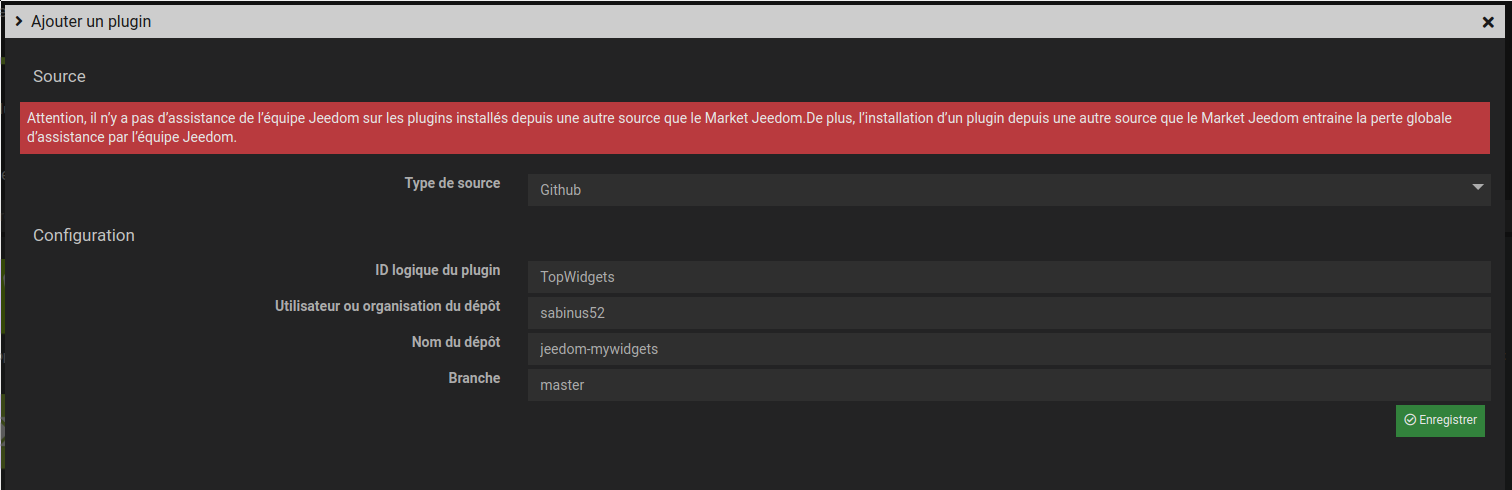 Ajouter un plugin
Source
Attention, il n'y a pas d'assistance de l'équipe Jeedom sur les plugins installés depuis une autre source que le Market Jeedom.De plus, l'installation d'un plugin depuis une autre source que le Market Jeedom entraine la perte globale
d'assistance par l'équipe Jeedom.
Type de source
Github
Configuration
ID logique du plugin
TopWidgets
Utilisateur ou organisation du dépôt
sabinus52
Nom du dépôt
jeedom-mywidgets
Branche
master
Enregistrer